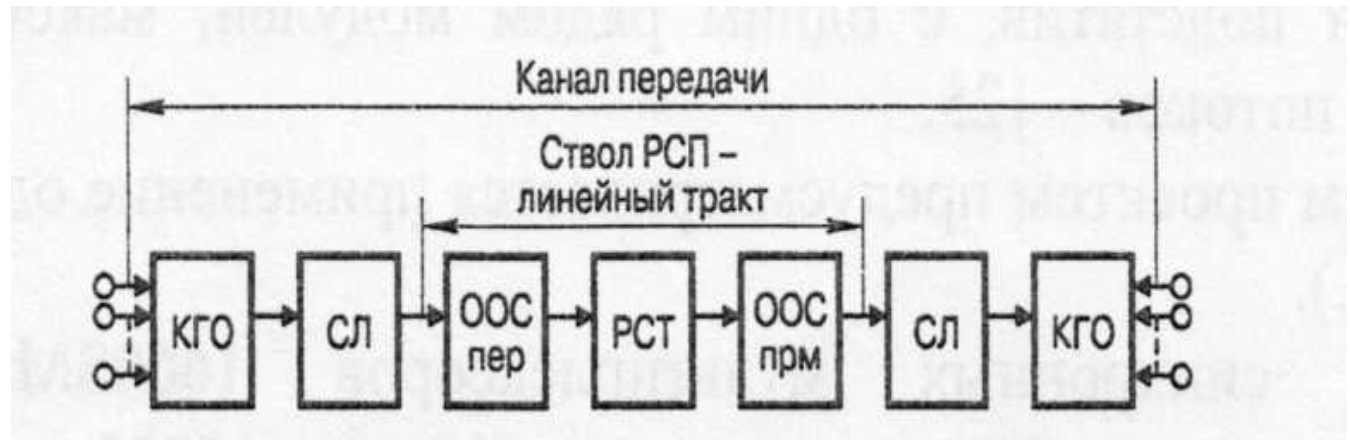 Канал передачи
Ствол РСП –
линейный тракт
КГО СЛ ООС пер РСТ ООС прм СЛ КГО